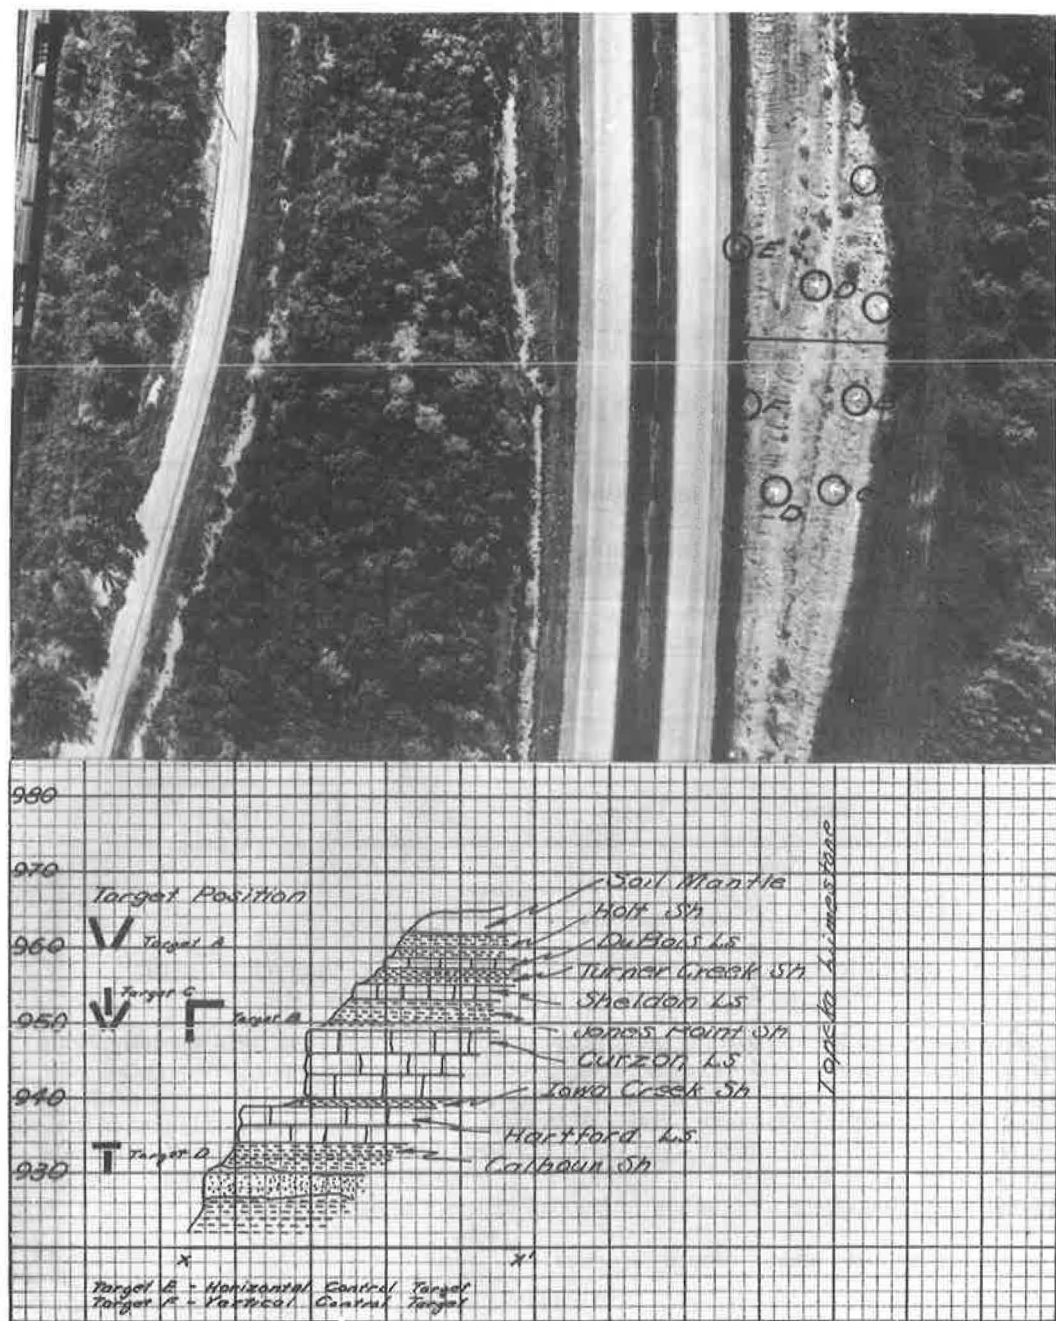 E
D
D
980
970
960
950
940
930
Target Position
Target A
Target C
Target B
Target D
Soil Mantle
Holt Sh
DuBois Ls
Turner Creek Sh
Sheldon Ls
Jones Point Sh
Curzon Ls
Iowa Creek Sh
Hartford Ls
Calhoun Sh
Topeka Limestone
X X'
Target E - Horizontal Control Target
Target F - Vertical Control Target